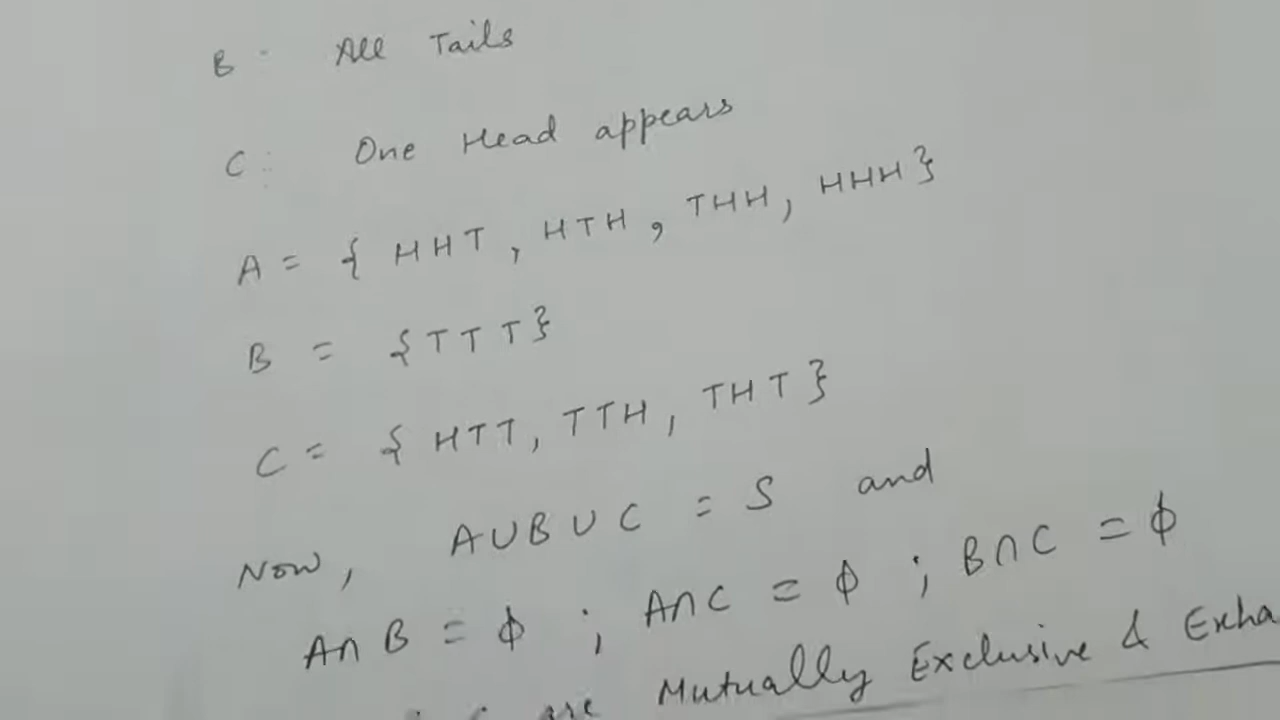 B : All Tails
C : One Head appears
A = { HHT , HTH , THH , HHH }
B = { TTT }
C = { HTT , TTH , THT }
Now , A∪B∪C = S and
A∩B = ϕ ; A∩C = ϕ ; B∩C = ϕ
are Mutually Exclusive & Exha